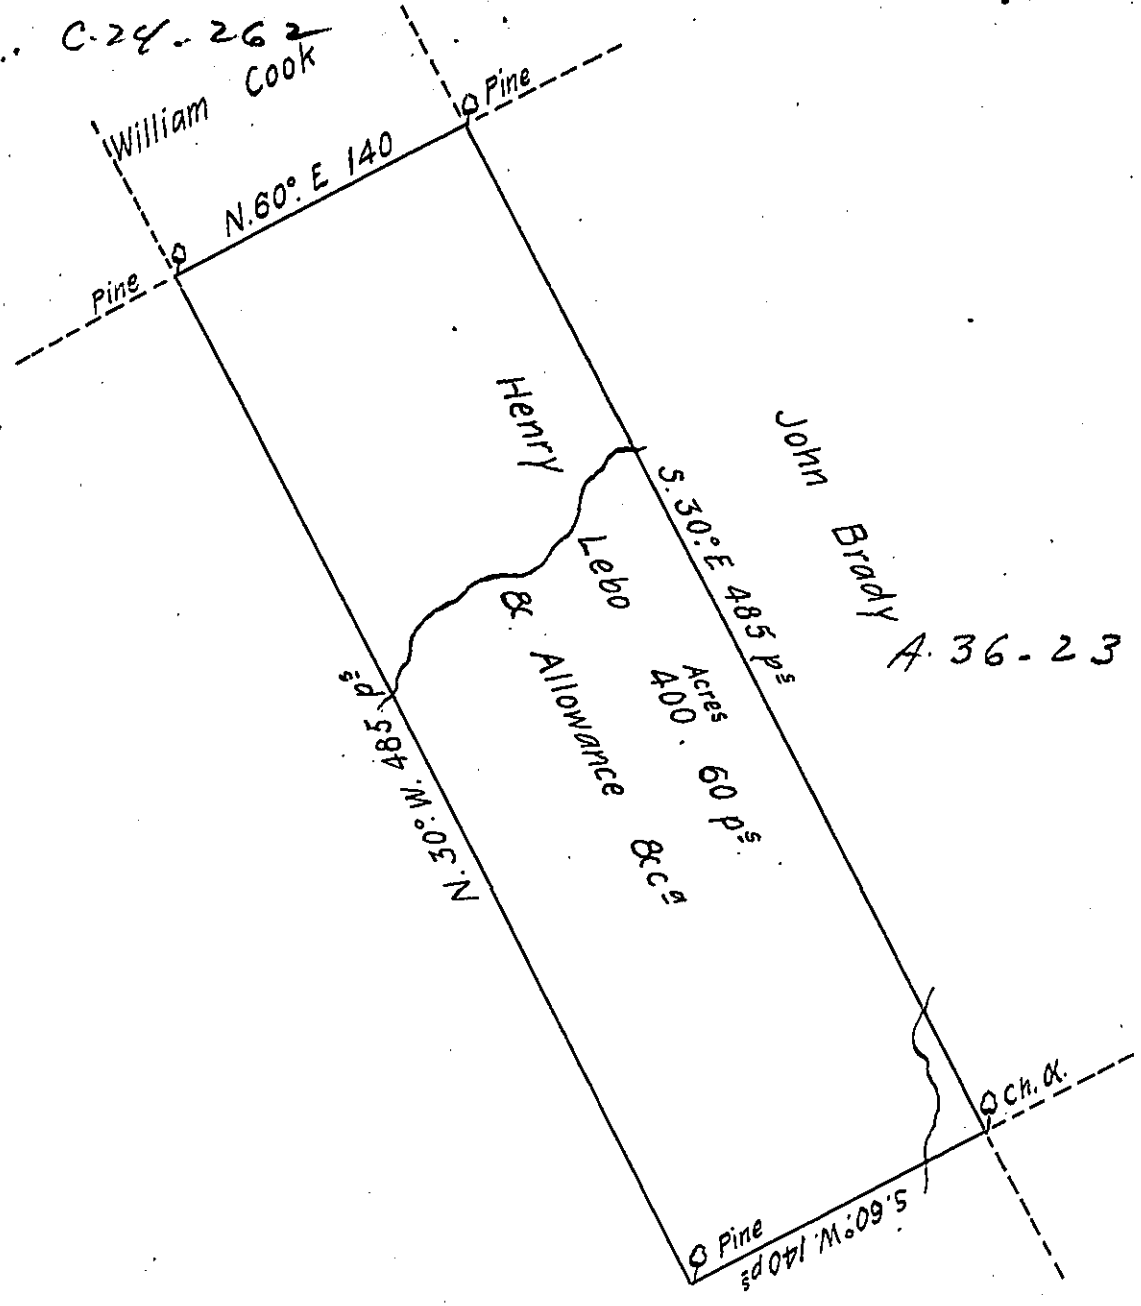 C-24-262
William Cook
Pine
N.60°. E 140
Pine
Henry Lebo
& Allowance &cᵃ
Acres
400. 60 pˢ.
S.30°. E 485 pˢ
John Brady
A.36-23
N.30°. W. 485 pˢ
Ch. O.
Pine
S.60°. W. 140 pˢ